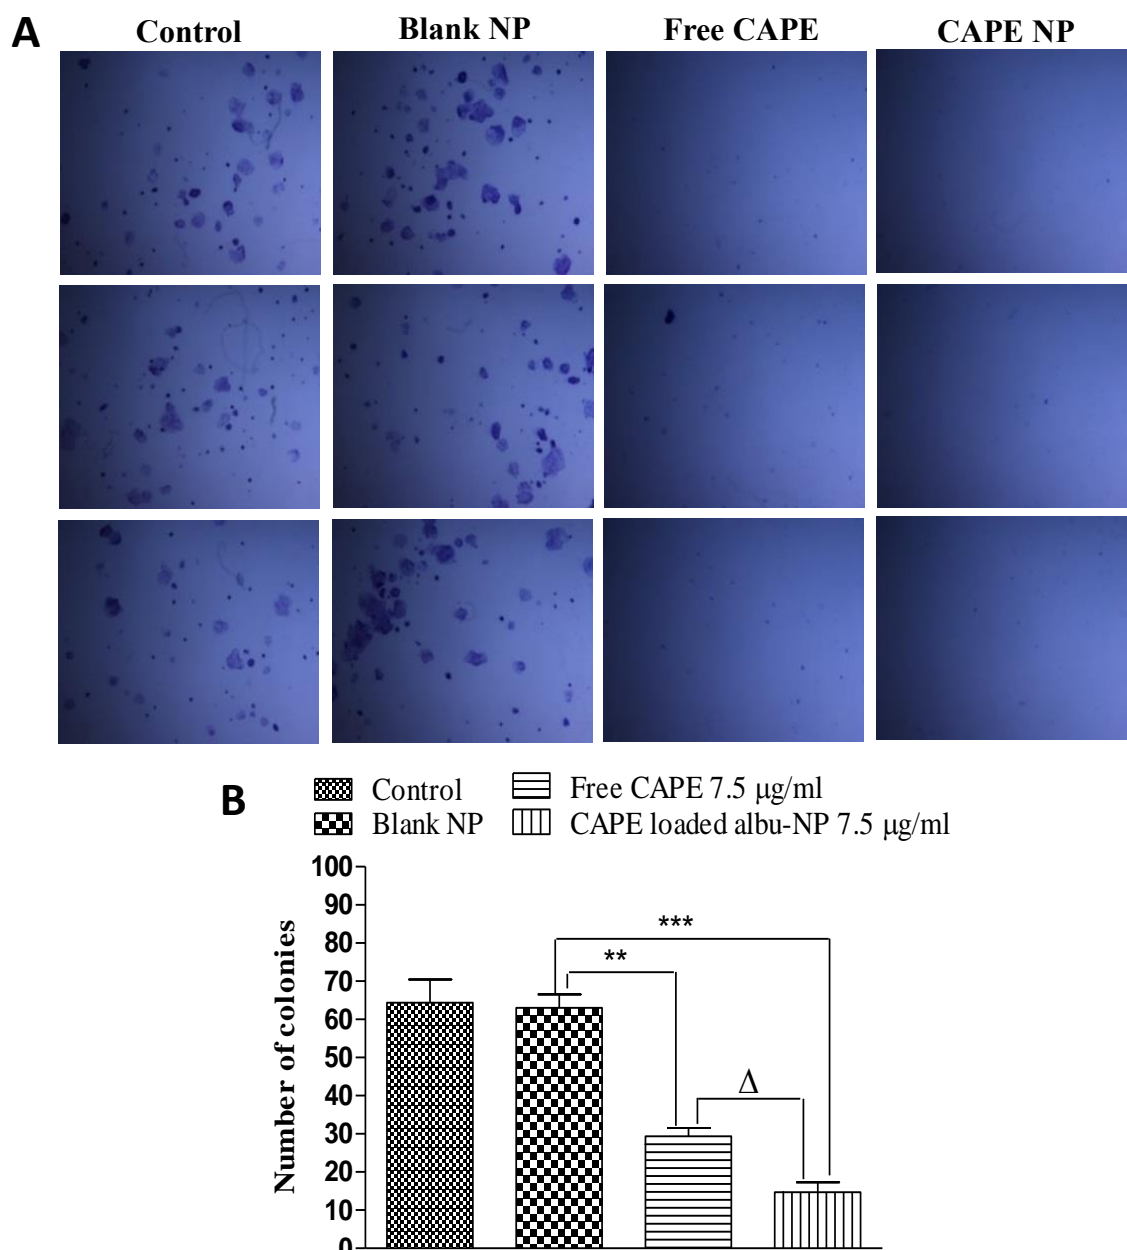 A
Control Blank NP Free CAPE CAPE NP
B
Control Free CAPE 7.5 μg/ml
Blank NP CAPE loaded albu-NP 7.5 μg/ml
Number of colonies
100
90
80
70
60
50
40
30
20
10
0
***
**
Δ